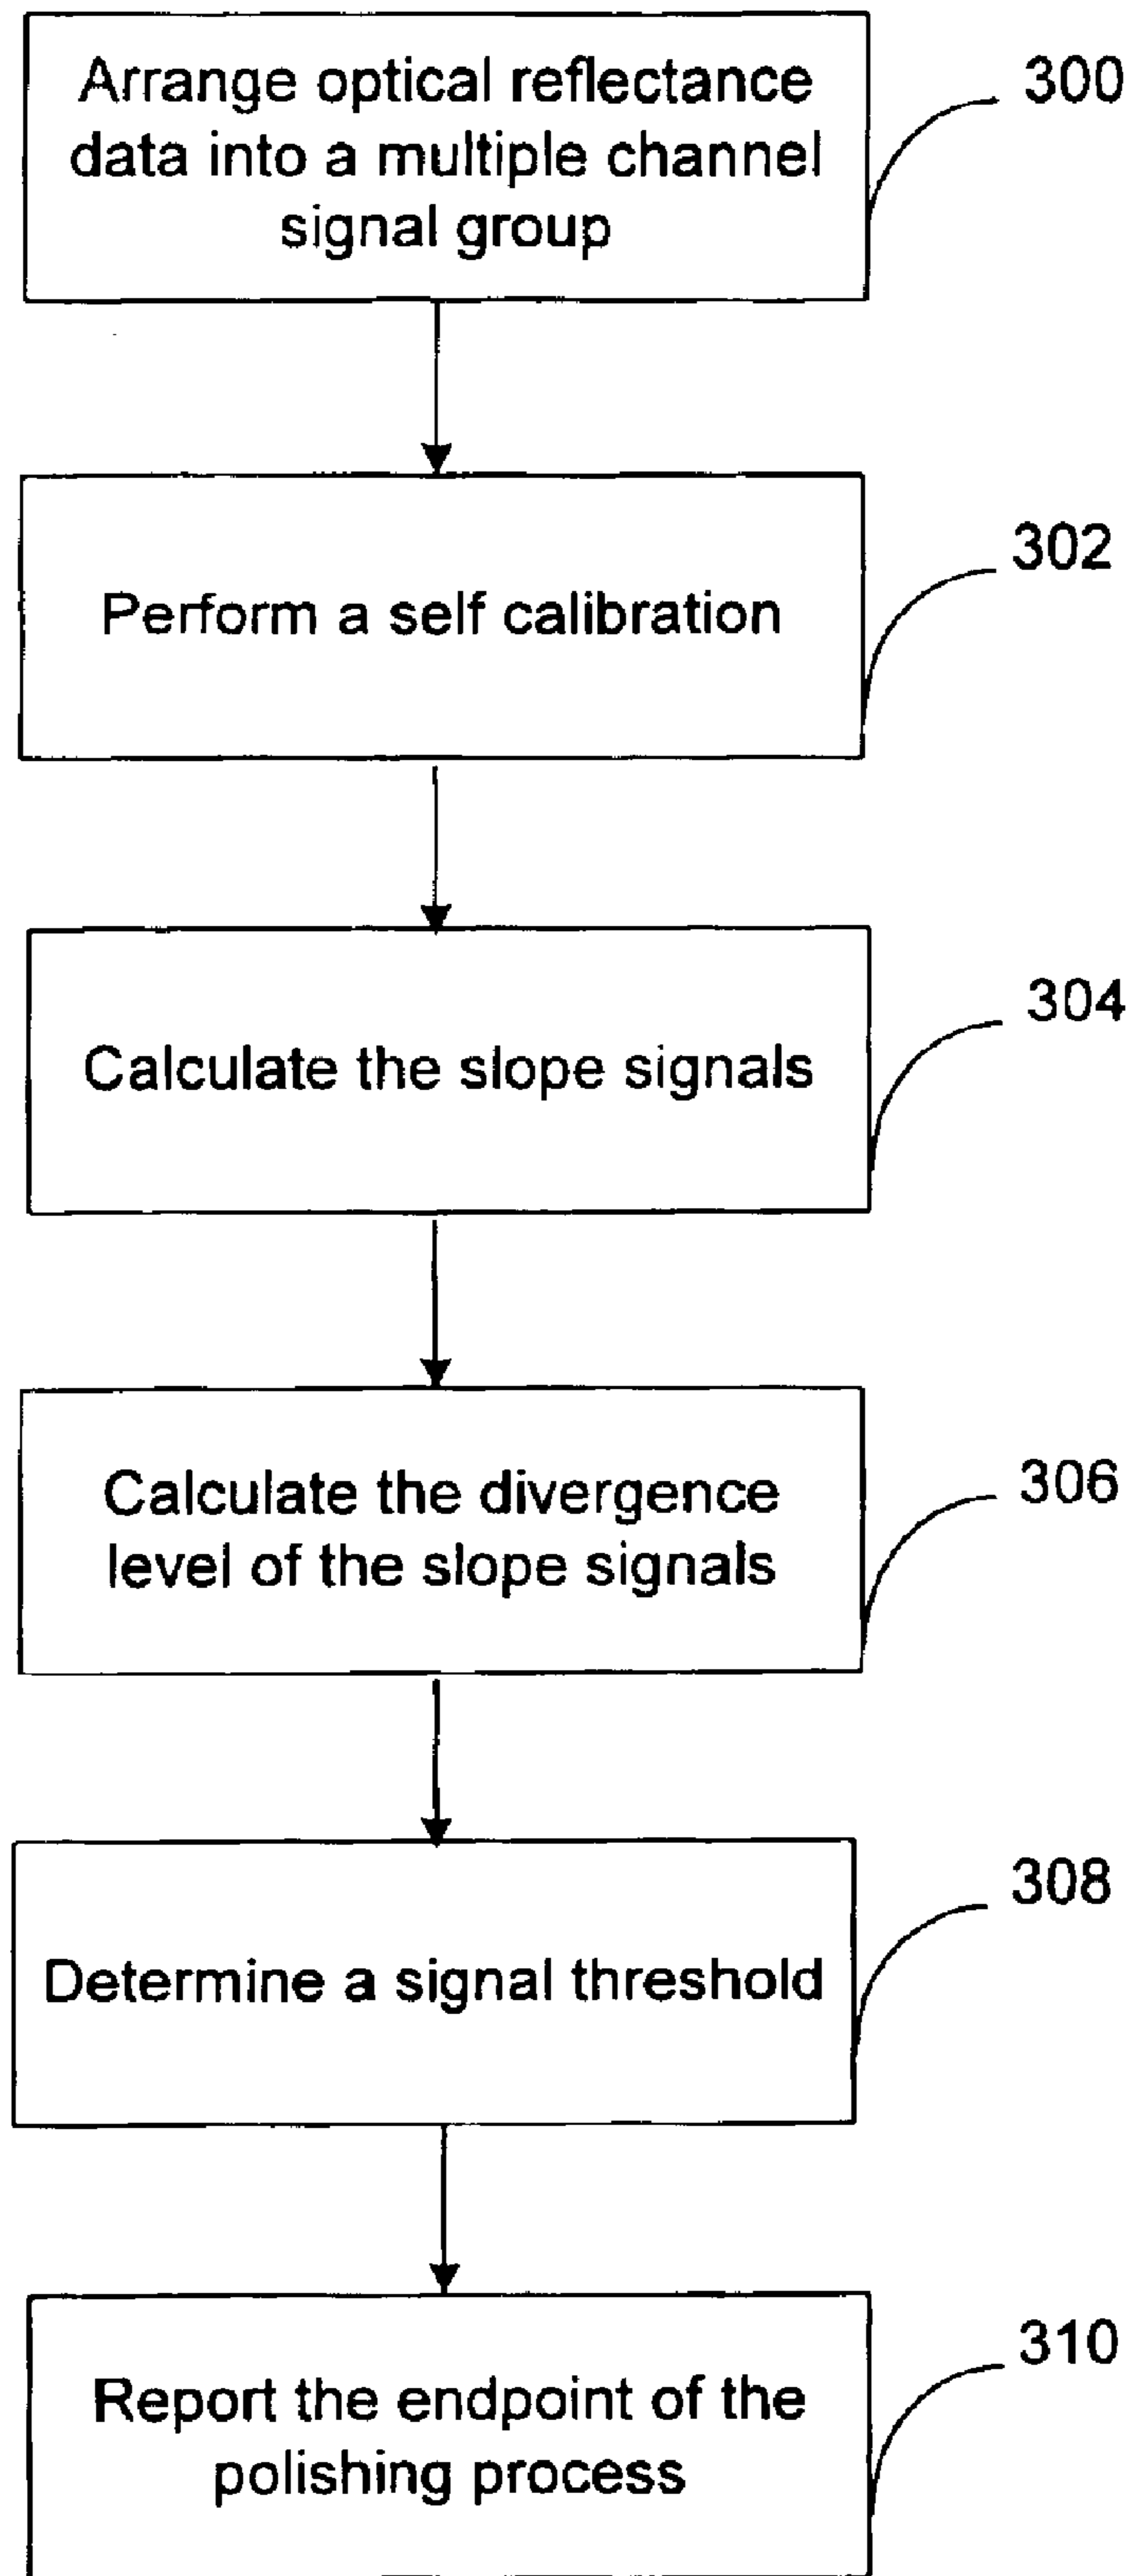 Arrange optical reflectance
data into a multiple channel
signal group
300
Perform a self calibration
302
Calculate the slope signals
304
Calculate the divergence
level of the slope signals
306
Determine a signal threshold
308
Report the endpoint of the
polishing process
310